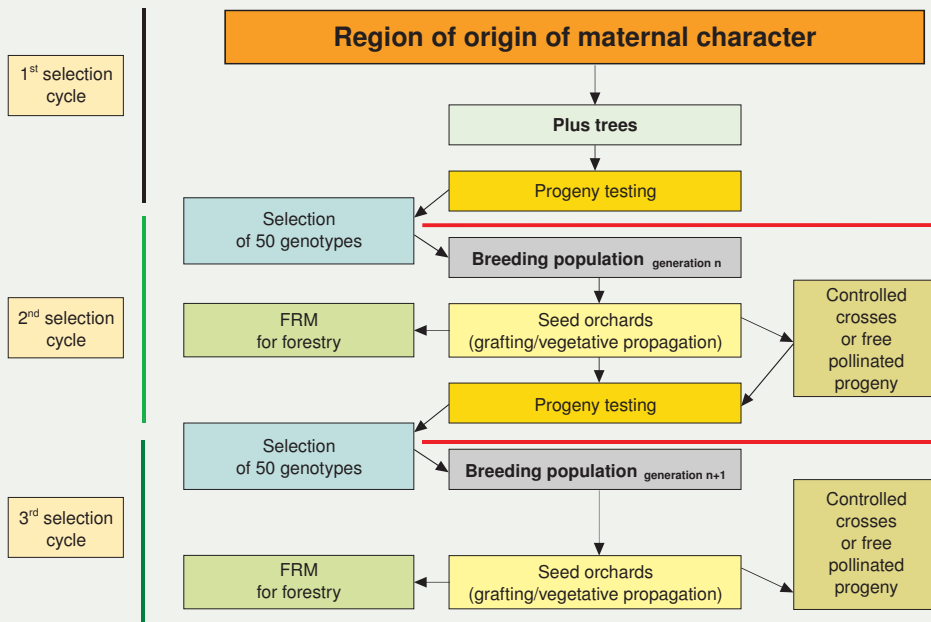 Region of origin of maternal character
1st selection
cycle
Plus trees
Progeny testing
Selection
of 50 genotypes
Breeding population generation n
2nd selection
cycle
FRM
for forestry
Seed orchards
(grafting/vegetative propagation)
Controlled
crosses
or free
pollinated
progeny
Progeny testing
Selection
of 50 genotypes
Breeding population generation n+1
3rd selection
cycle
Controlled
crosses
or free
pollinated
progeny
FRM
for forestry
Seed orchards
(grafting/vegetative propagation)